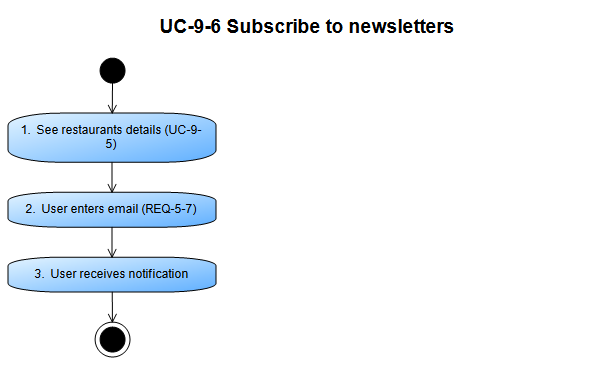 UC-9-6 Subscribe to newsletters
1. See restaurants details (UC-9-
5)
2. User enters email (REQ-5-7)
3. User receives notification